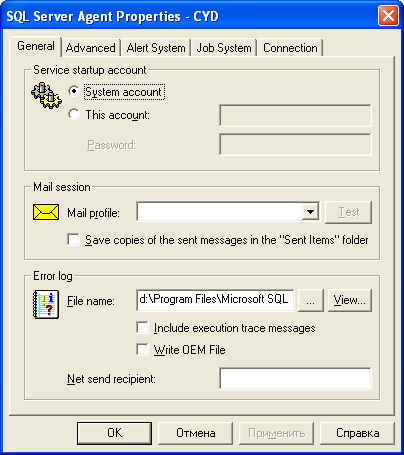 SQL Server Agent Properties - CYD
General Advanced Alert System Job System Connection
Service startup account
System account
This account:
Password:
Mail session
Mail profile: Test
Save copies of the sent messages in the "Sent Items" folder
Error log
File name: d:\Program Files\Microsoft SQL ... View...
Include execution trace messages
Write OEM File
Net send recipient:
OK Отмена Применить Справка